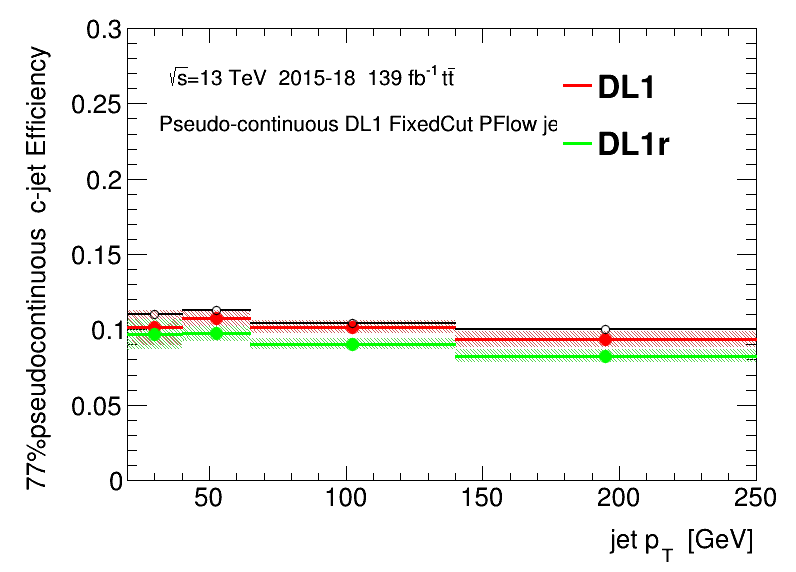 0.3
√s=13 TeV 2015-18 139 fb⁻¹ tt̄
DL1
0.25
Pseudo-continuous DL1 FixedCut PFlow je
DL1r
0.2
0.15
0.1
0.05
0
77%pseudocontinuous c-jet Efficiency
50 100 150 200 250
jet p_T [GeV]